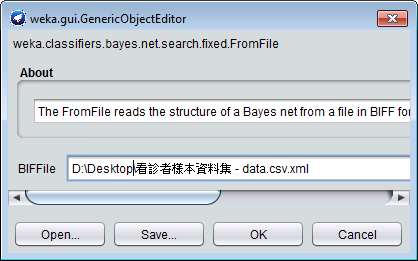 weka.gui.GenericObjectEditor
weka.classifiers.bayes.net.search.fixed.FromFile
About
The FromFile reads the structure of a Bayes net from a file in BIFF for
BIFFile
D:\Desktop\看診者樣本資料集 - data.csv.xml
Open...
Save...
OK
Cancel